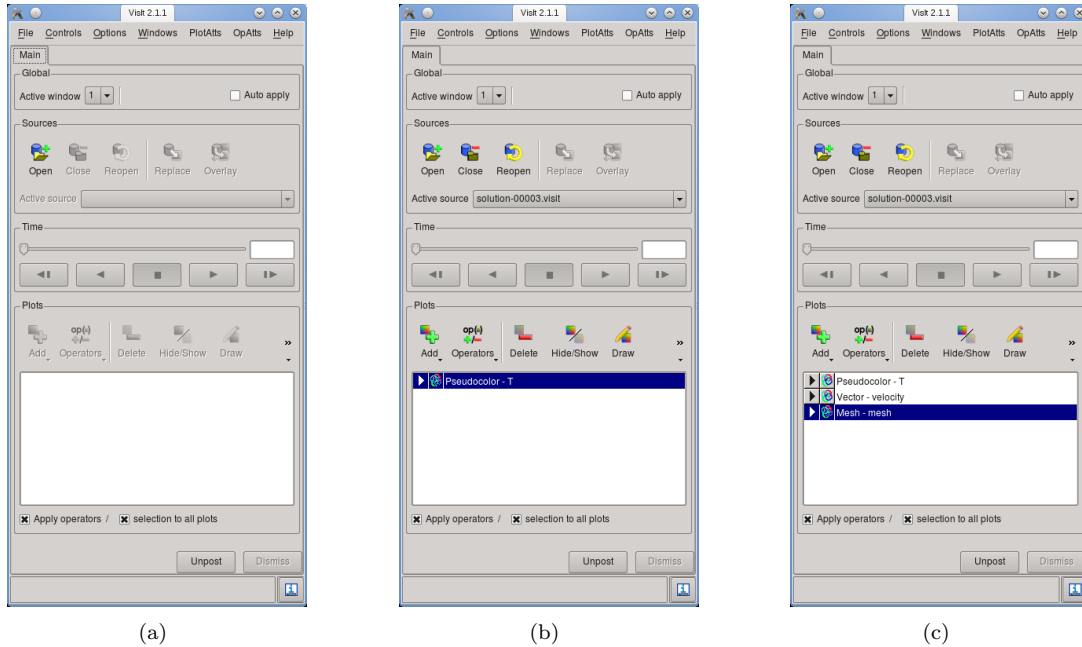 VisIt 2.1.1
File Controls Options Windows PlotAtts OpAtts Help
Main
Global
Active window 1 Auto apply
Sources
Open Close Reopen Replace Overlay
Active source
Time
Plots
op(+)
+/-
Add Operators Delete Hide/Show Draw »
Apply operators / selection to all plots
Unpost Dismiss
(a)
VisIt 2.1.1
File Controls Options Windows PlotAtts OpAtts Help
Main
Global
Active window 1 Auto apply
Sources
Open Close Reopen Replace Overlay
Active source solution-00003.visit
Time
Plots
op(+)
+/-
Add Operators Delete Hide/Show Draw »
Pseudocolor - T
Apply operators / selection to all plots
Unpost Dismiss
(b)
VisIt 2.1.1
File Controls Options Windows PlotAtts OpAtts Help
Main
Global
Active window 1 Auto apply
Sources
Open Close Reopen Replace Overlay
Active source solution-00003.visit
Time
Plots
op(+)
+/-
Add Operators Delete Hide/Show Draw »
Pseudocolor - T
Vector - velocity
Mesh - mesh
Apply operators / selection to all plots
Unpost Dismiss
(c)